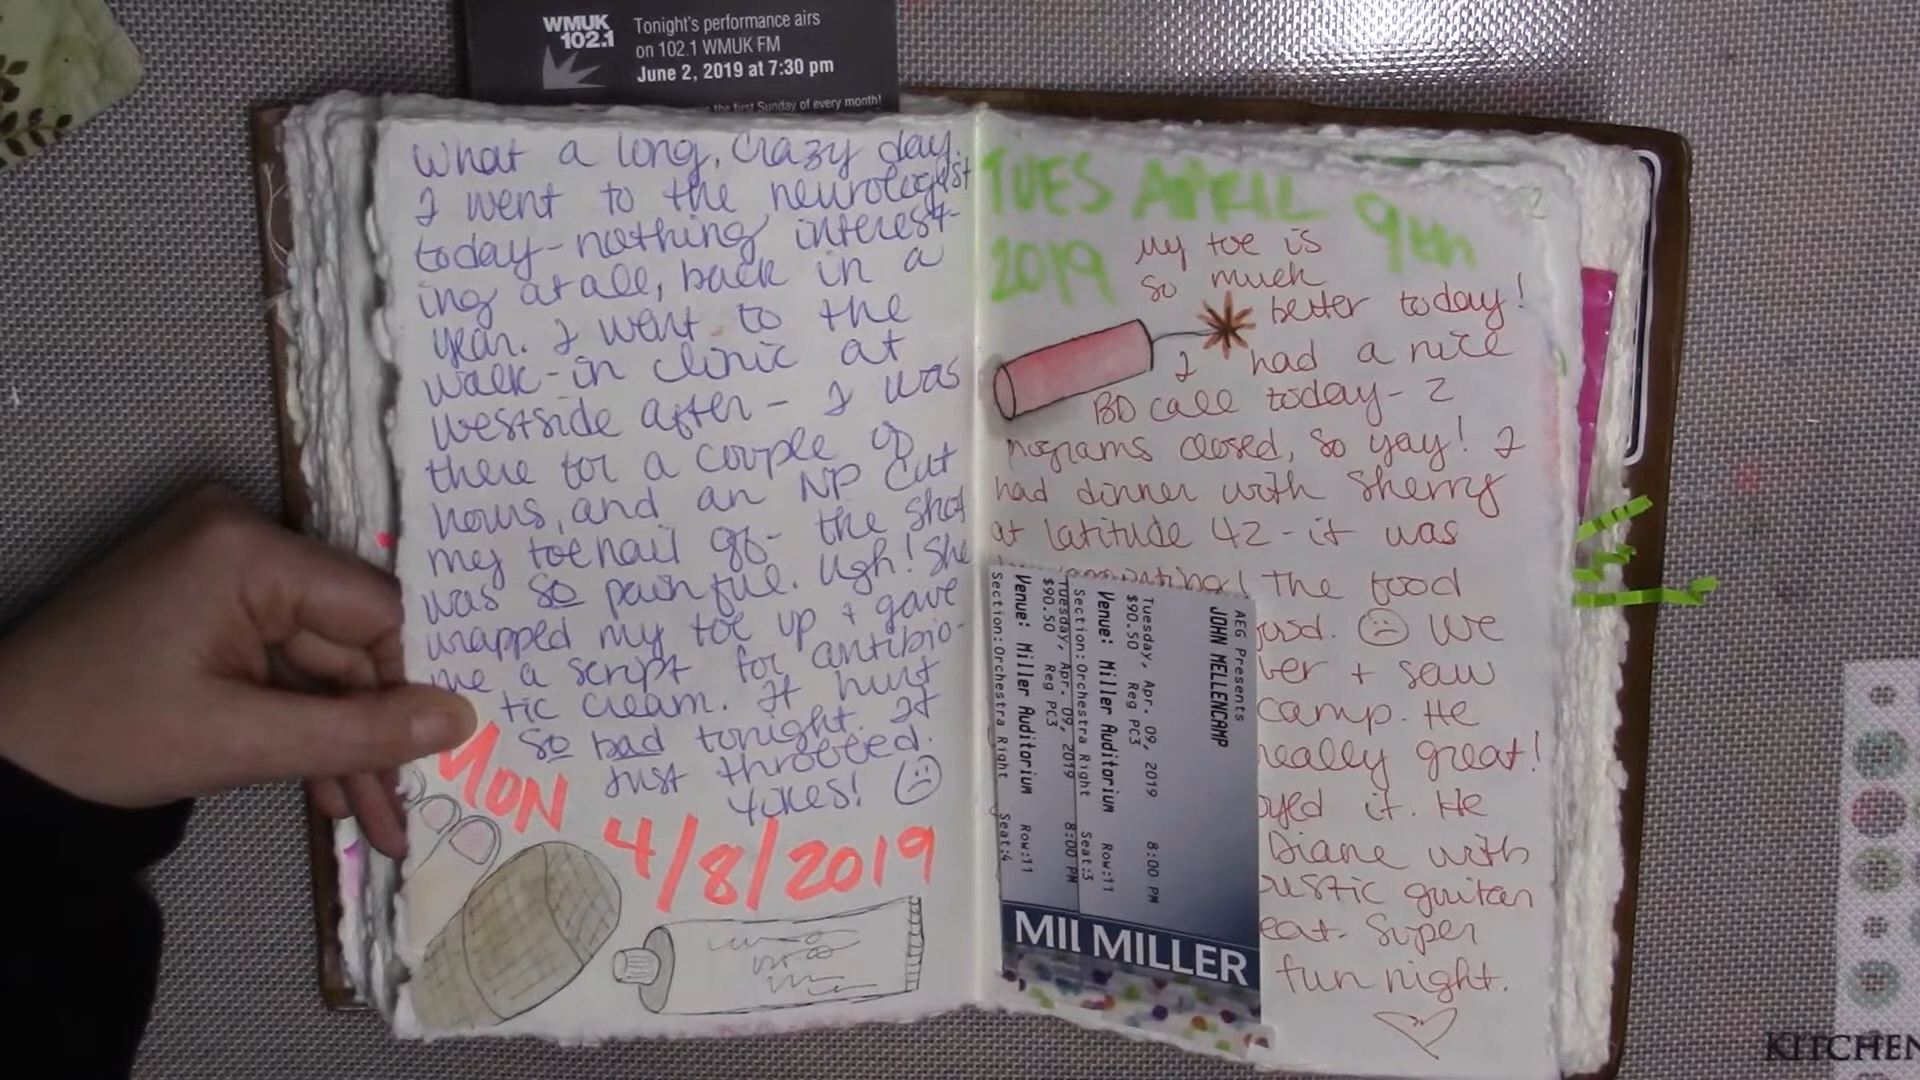 WMUK
102.1
Tonight's performance airs
on 102.1 WMUK FM
June 2, 2019 at 7:30 pm
the first Sunday of every month!
What a long, crazy day.
I went to the neurologist
today - nothing interest-
ing at all, back in a
year. I went to the
walk-in clinic at
westside after - I was
there for a couple of
hours, and an NP cut
my toenail off - the shot
was so painful. Ugh! She
wrapped my toe up + gave
me a script for antibio-
tic cream. It hurt
so bad tonight. It
just throbbed.
Yikes!
MON
4/8/2019
TUES APRIL 9th
2019
My toe is
so much
better today!
I had a nice
BD call today - 2
programs closed, so yay! I
had dinner with Sherry
at latitude 42 - it was
The food
We
ver + saw
camp. He
really great!
oyed it. He
Diane with
ustic guitar
eat. Super
fun night.
AEG Presents
JOHN MELLENCAMP
Tuesday, Apr. 09, 2019 8:00 PM
$90.50 Reg PC3
Venue: Miller Auditorium Row:11
Section:Orchestra Right Seat:3
Tuesday, Apr. 09, 2019 8:00 PM
$90.50 Reg PC3
Venue: Miller Auditorium Row:11
Section:Orchestra Right Seat:4
MIL
MILLER
KITCHEN